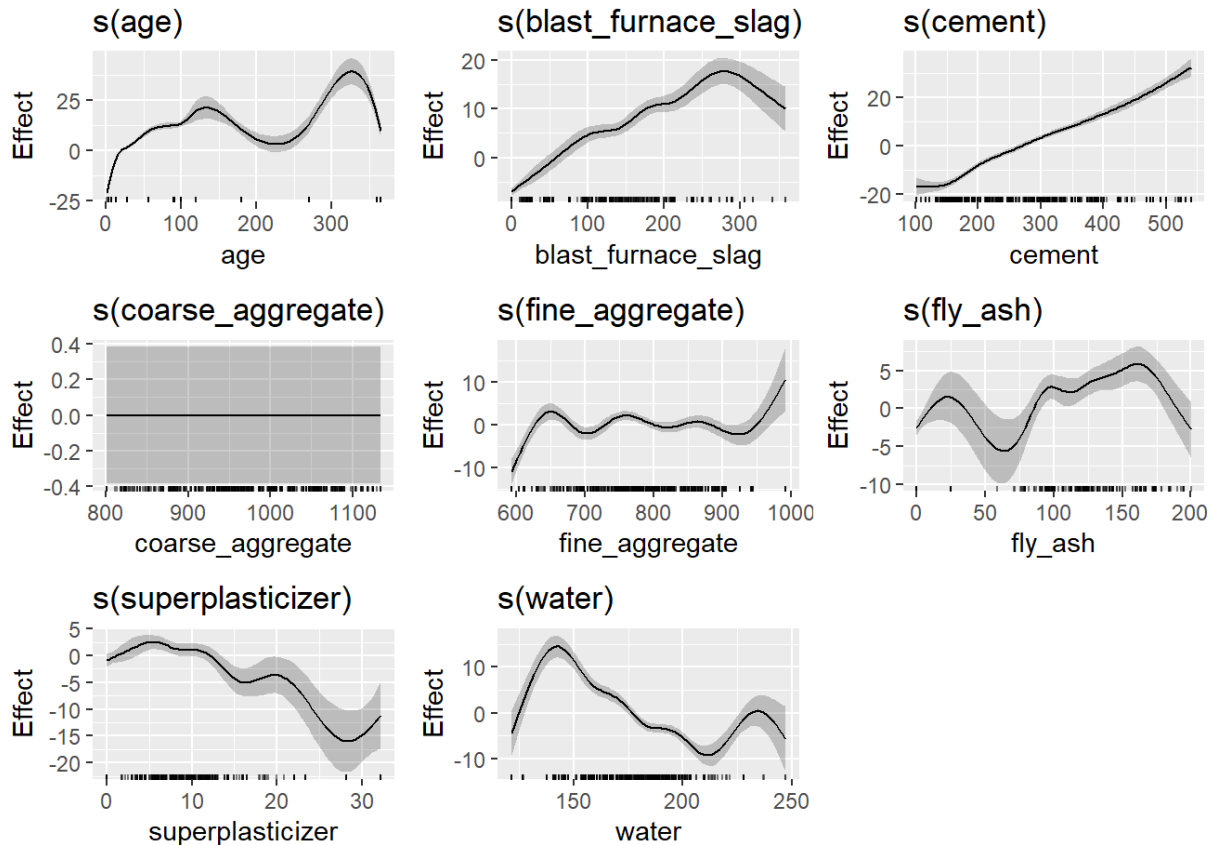 s(age)
Effect
25
0
-25
0 100 200 300
age
s(blast_furnace_slag)
Effect
20
10
0
0 100 200 300
blast_furnace_slag
s(cement)
Effect
20
0
-20
100 200 300 400 500
cement
s(coarse_aggregate)
Effect
0.4
0.2
0.0
-0.2
-0.4
800 900 1000 1100
coarse_aggregate
s(fine_aggregate)
Effect
10
0
-10
600 700 800 900 1000
fine_aggregate
s(fly_ash)
Effect
5
0
-5
-10
0 50 100 150 200
fly_ash
s(superplasticizer)
Effect
5
0
-5
-10
-15
-20
0 10 20 30
superplasticizer
s(water)
Effect
10
0
-10
150 200 250
water